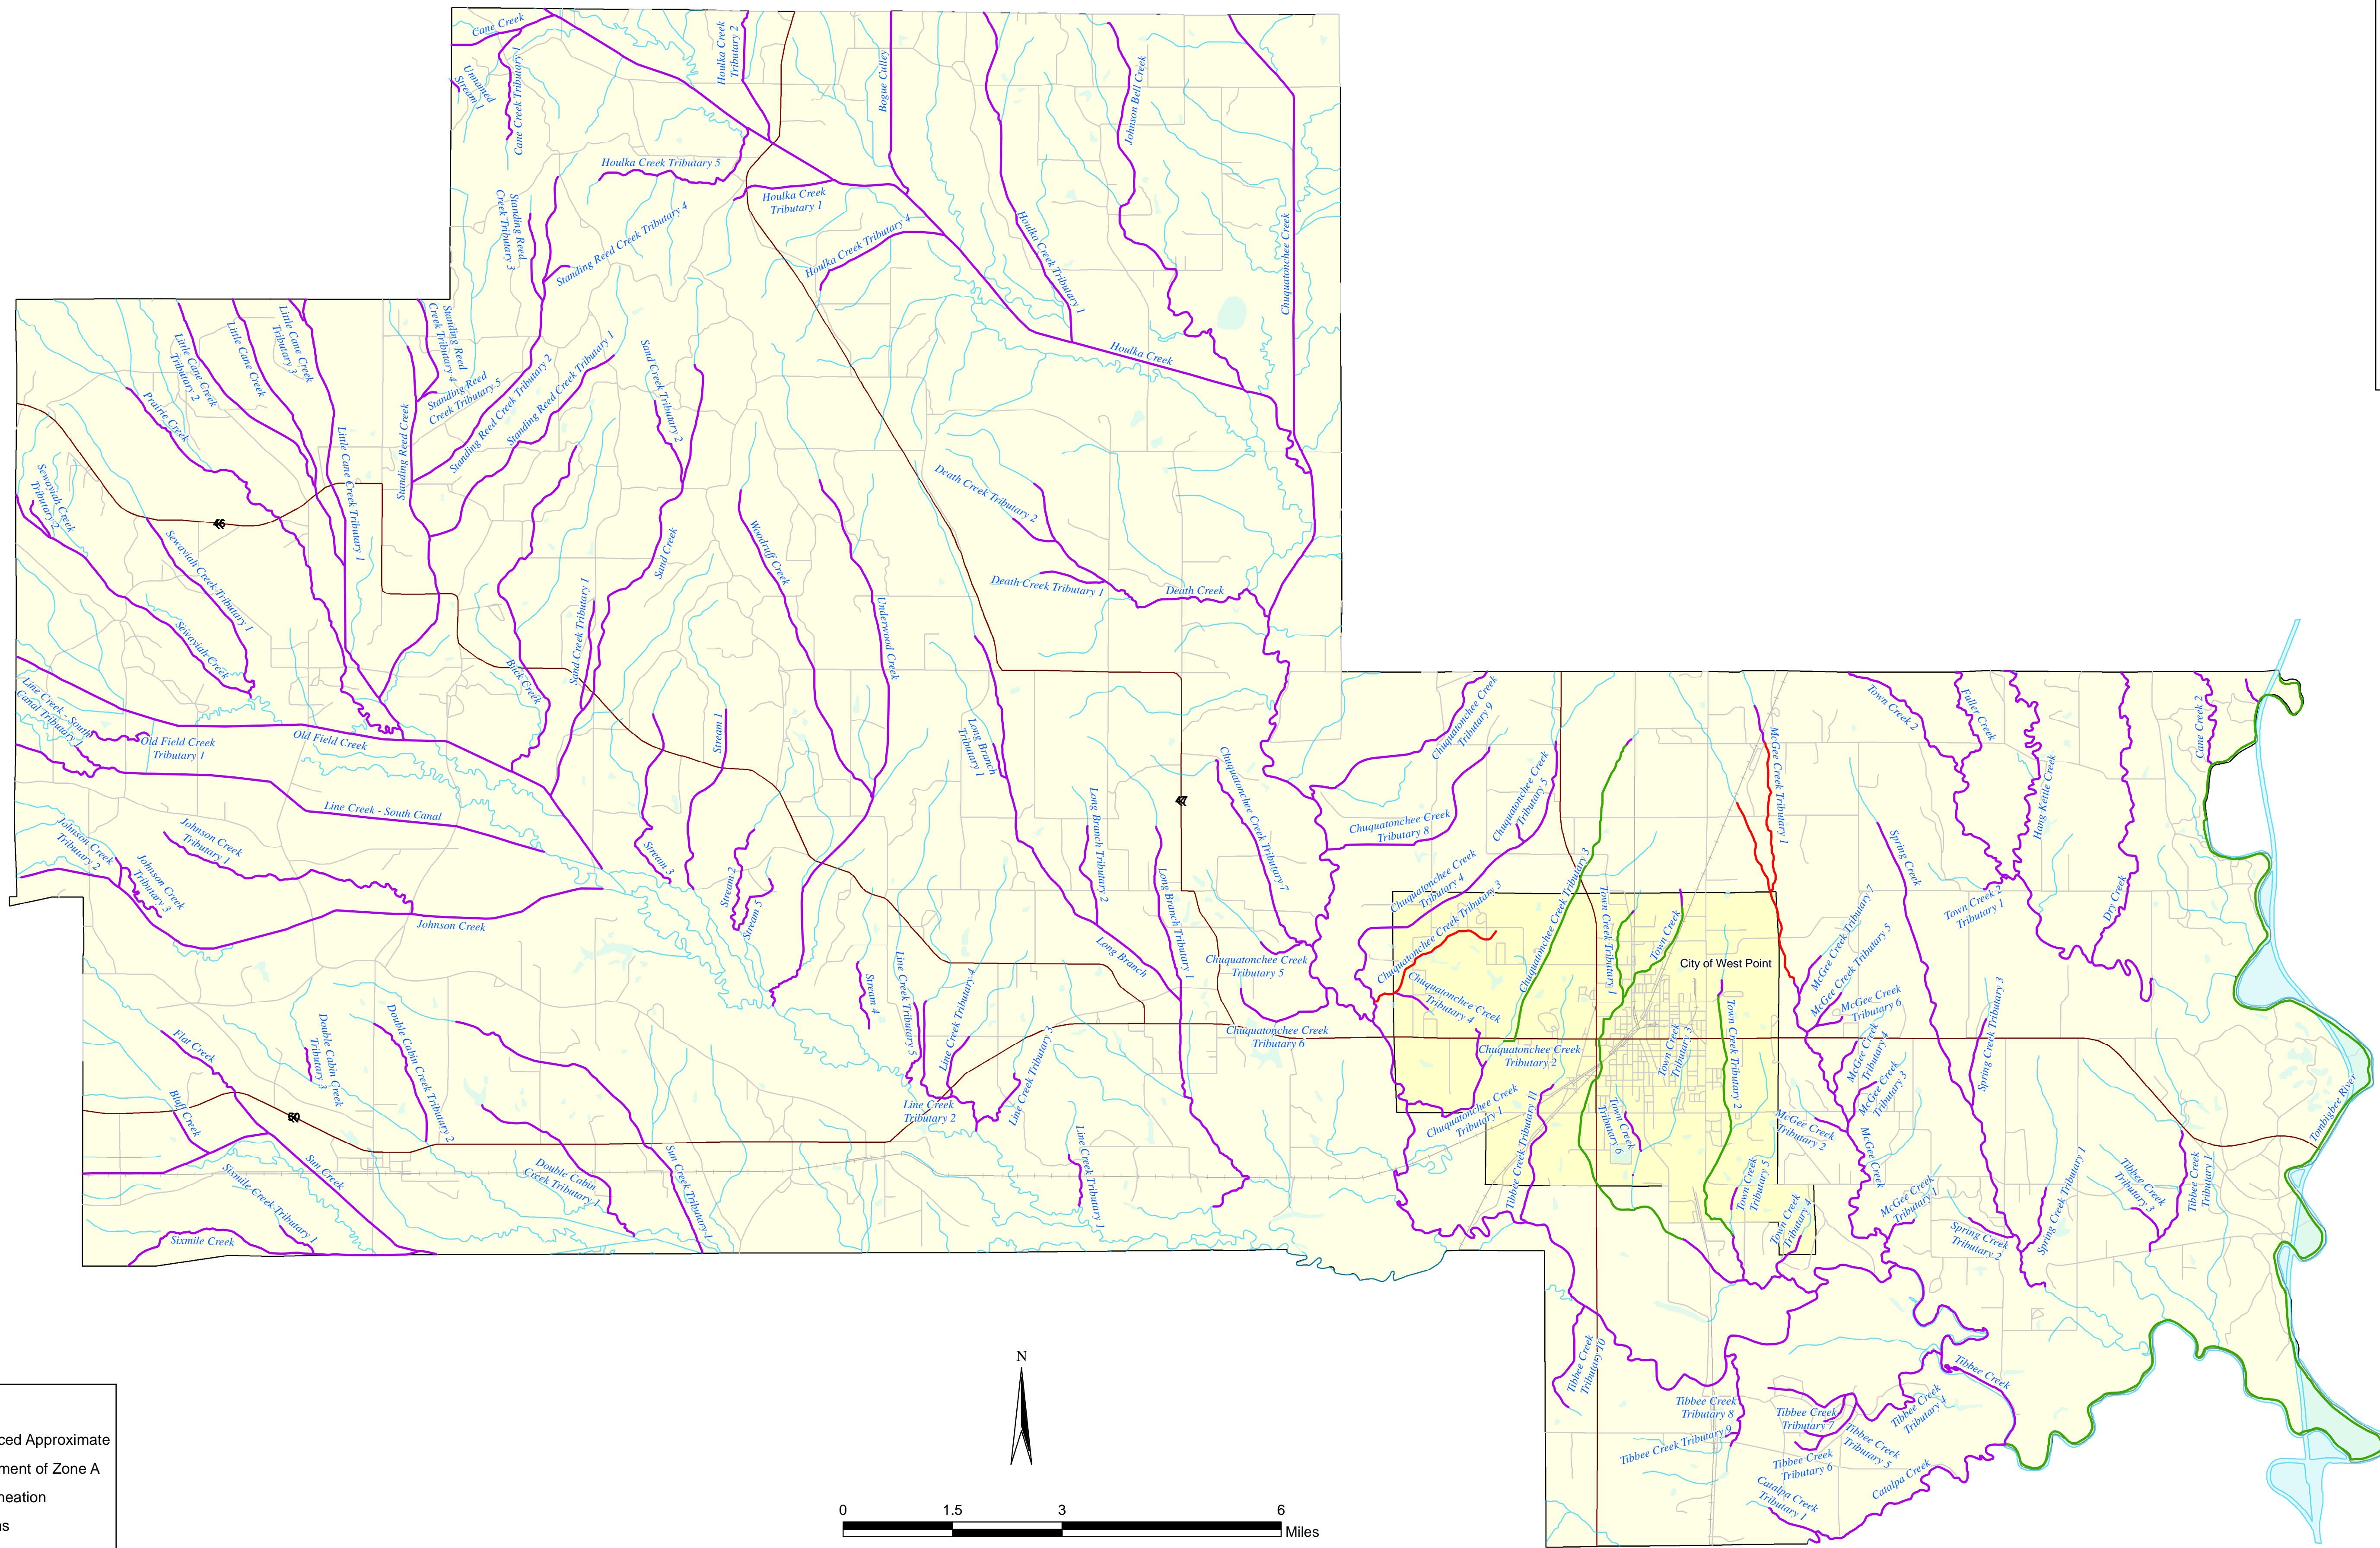 Cane Creek
Unnamed
Stream 1
Cane Creek Tributary 1
Houlka Creek
Tributary 2
Bogue Culley
Johnson Bell Creek
Houlka Creek Tributary 5
Houlka Creek
Tributary 1
Standing Reed
Creek Tributary 3
Standing Reed Creek Tributary 4
Houlka Creek Tributary 4
Houlka Creek Tributary 1
Chuquatonchee Creek
Houlka Creek
Little Cane Creek
Tributary 2
Little Cane Creek
Little Cane Creek
Tributary 3
Standing Reed
Creek Tributary 4
Standing Reed
Creek Tributary 5
Standing Reed Creek Tributary 2
Standing Reed Creek Tributary 1
Sand Creek Tributary 2
Prairie Creek
Little Cane Creek Tributary 1
Standing Reed Creek
Sewayiah Creek
Tributary 2
Sewayiah Creek Tributary 1
Sewayiah Creek
Death Creek Tributary 2
Death Creek Tributary 1
Death Creek
Woodruff Creek
Sand Creek
Sand Creek Tributary 1
Underwood Creek
Buck Creek
Line Creek - South
Canal Tributary 1
Old Field Creek
Tributary 1
Old Field Creek
Line Creek - South Canal
Stream 1
Long Branch
Tributary 1
Long Branch Tributary 2
Long Branch Tributary 1
Long Branch
Chuquatonchee Creek Tributary 7
Chuquatonchee Creek
Tributary 9
Chuquatonchee Creek
Tributary 8
Chuquatonchee Creek
Tributary 5
Chuquatonchee Creek
Tributary 4
Chuquatonchee Creek Tributary 3
Chuquatonchee Creek Tributary 3
Chuquatonchee Creek
Tributary 5
Chuquatonchee Creek
Tributary 4
Chuquatonchee Creek
Tributary 6
Chuquatonchee Creek
Tributary 2
Chuquatonchee Creek
Tributary 1
Johnson Creek
Tributary 2
Johnson Creek
Tributary 1
Johnson Creek
Tributary 3
Johnson Creek
Stream 3
Stream 2
Stream 5
Stream 4
Line Creek Tributary 5
Line Creek Tributary 4
Line Creek Tributary 3
Line Creek
Tributary 2
Line Creek Tributary 1
Flat Creek
Bluff Creek
Double Cabin Creek
Tributary 3
Double Cabin Creek Tributary 2
Double Cabin
Creek Tributary 1
Sun Creek
Sun Creek Tributary 1
Sixmile Creek Tributary 1
Sixmile Creek
Town Creek Tributary 1
Town Creek
City of West Point
Town Creek
Tributary 3
Town Creek Tributary 2
Town Creek
Tributary 6
Town Creek
Tributary 5
Town Creek
Tributary 4
McGee Creek Tributary 1
McGee Creek Tributary 7
McGee Creek Tributary 5
McGee Creek
Tributary 6
McGee Creek
Tributary 4
McGee Creek
Tributary 3
McGee Creek
Tributary 2
McGee Creek
McGee Creek
Tributary 1
Town Creek 2
Fuller Creek
Hang Kettle Creek
Cane Creek 2
Spring Creek
Town Creek 2
Tributary 1
Dry Creek
Spring Creek Tributary 3
Spring Creek Tributary 1
Spring Creek
Tributary 2
Tibbee Creek
Tributary 3
Tibbee Creek
Tributary 1
Tombigbee River
Tibbee Creek Tributary 11
Tibbee Creek
Tributary 10
Tibbee Creek
Tributary 8
Tibbee Creek Tributary 9
Tibbee Creek
Tributary 7
Tibbee Creek
Tributary 6
Tibbee Creek
Tributary 5
Tibbee Creek
Tributary 4
Tibbee Creek
Catalpa Creek
Tributary 1
Catalpa Creek
N
0 1.5 3 6
Miles
ced Approximate
ment of Zone A
neation
ns